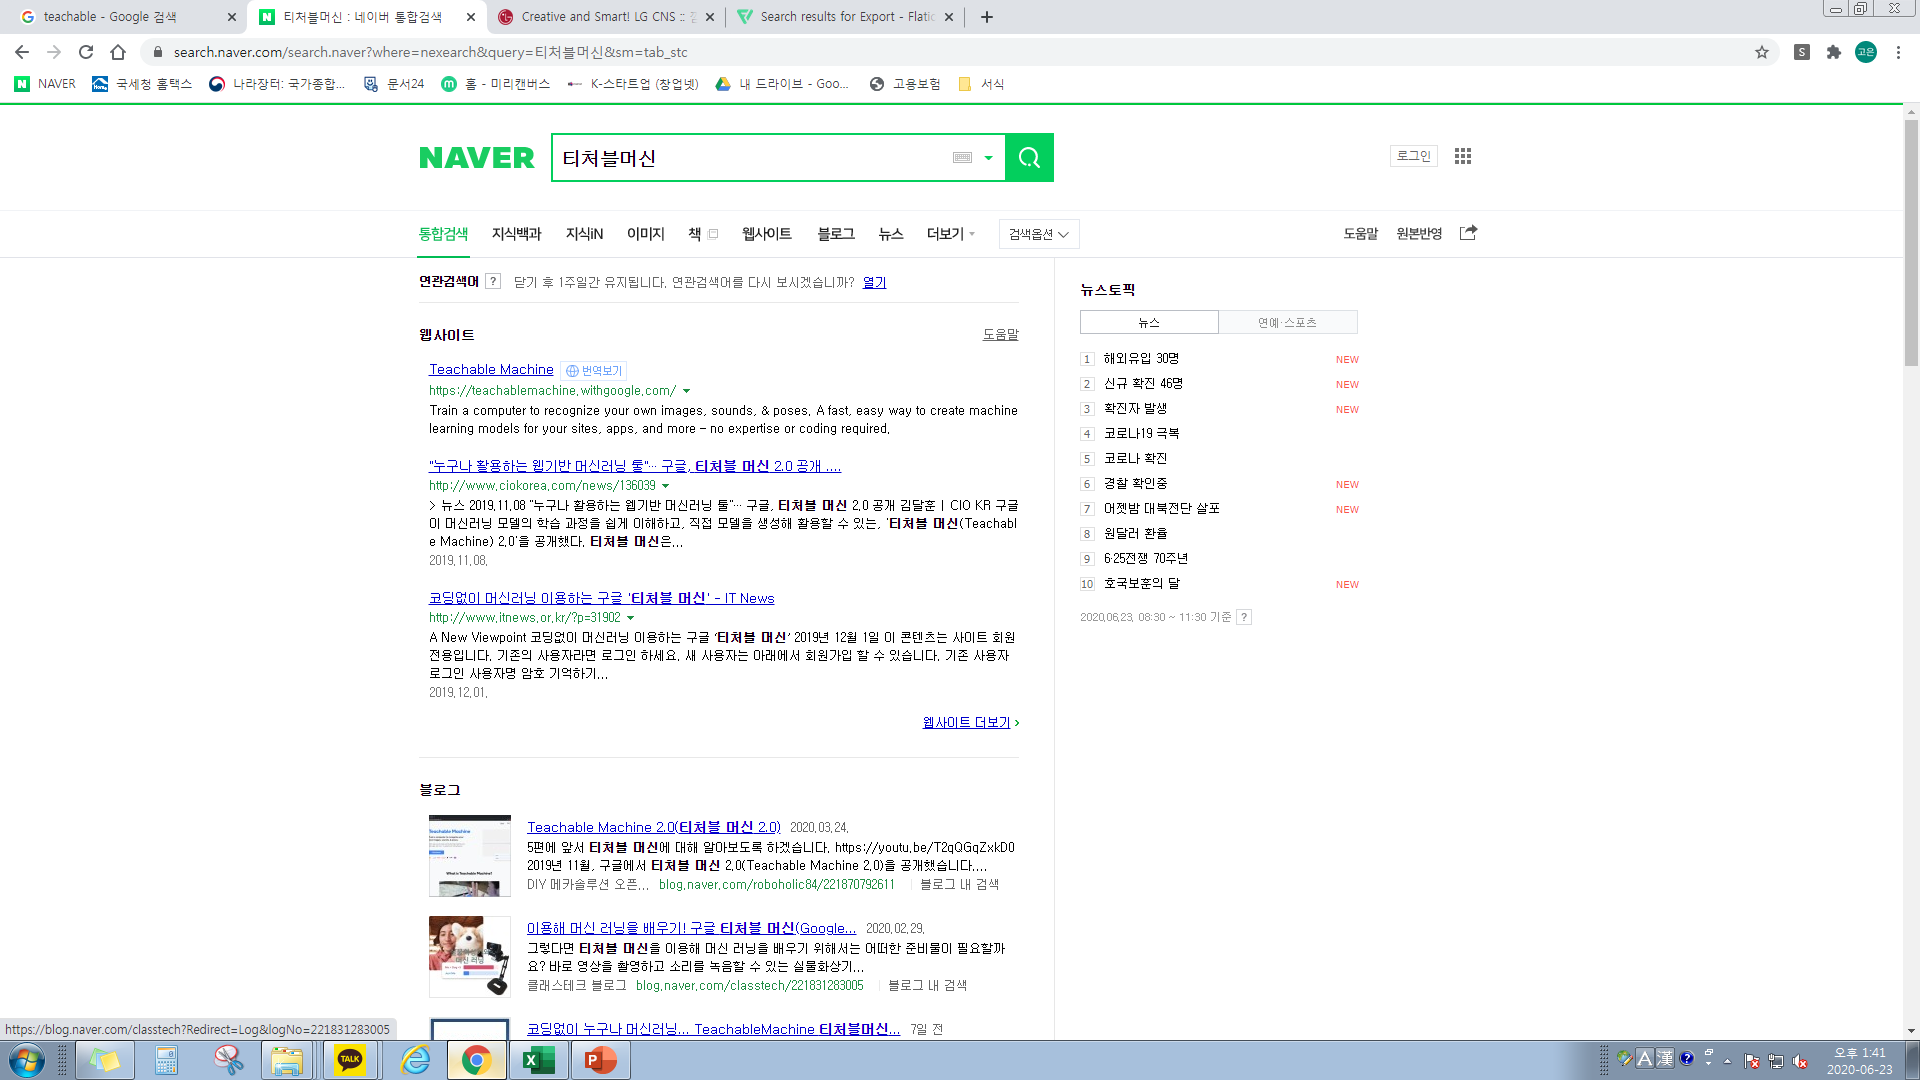 teachable - Google 검색
티처블머신 : 네이버 통합검색
Creative and Smart! LG CNS ::
Search results for Export - Flatic
search.naver.com/search.naver?where=nexearch&query=티처블머신&sm=tab_stc
S
고은
NAVER
국세청 홈택스
나라장터: 국가종합...
문서24
홈 - 미리캔버스
K-스타트업 (창업넷)
내 드라이브 - Goo...
고용보험
서식
NAVER
티처블머신
로그인
통합검색 지식백과 지식iN 이미지 책 웹사이트 블로그 뉴스 더보기 검색옵션
도움말 원본반영
연관검색어 ? 닫기 후 1주일간 유지됩니다. 연관검색어를 다시 보시겠습니까? 열기
웹사이트 도움말
Teachable Machine 번역보기
https://teachablemachine.withgoogle.com/
Train a computer to recognize your own images, sounds, & poses. A fast, easy way to create machine
learning models for your sites, apps, and more – no expertise or coding required.
"누구나 활용하는 웹기반 머신러닝 툴"… 구글, 티처블 머신 2.0 공개 ....
http://www.ciokorea.com/news/136039
> 뉴스 2019.11.08 "누구나 활용하는 웹기반 머신러닝 툴"… 구글, 티처블 머신 2.0 공개 김달훈 | CIO KR 구글
이 머신러닝 모델의 학습 과정을 쉽게 이해하고, 직접 모델을 생성해 활용할 수 있는, '티처블 머신(Teachabl
e Machine) 2.0'을 공개했다. 티처블 머신은...
2019.11.08.
코딩없이 머신러닝 이용하는 구글 '티처블 머신' - IT News
http://www.itnews.or.kr/?p=31902
A New Viewpoint 코딩없이 머신러닝 이용하는 구글 ‘티처블 머신’ 2019년 12월 1일 이 콘텐츠는 사이트 회원
전용입니다. 기존의 사용자라면 로그인 하세요. 새 사용자는 아래에서 회원가입 할 수 있습니다. 기존 사용자
로그인 사용자명 암호 기억하기...
2019.12.01.
웹사이트 더보기
블로그
Teachable Machine 2.0(티처블 머신 2.0) 2020.03.24.
5편에 앞서 티처블 머신에 대해 알아보도록 하겠습니다. https://youtu.be/T2qQGqZxkD0
2019년 11월, 구글에서 티처블 머신 2.0(Teachable Machine 2.0)을 공개했습니다....
DIY 메카솔루션 오픈... blog.naver.com/roboholic84/221870792611 블로그 내 검색
이용해 머신 러닝을 배우기! 구글 티처블 머신(Google... 2020.02.29.
그렇다면 티처블 머신을 이용해 머신 러닝을 배우기 위해서는 어떠한 준비물이 필요할까
요? 바로 영상을 촬영하고 소리를 녹음할 수 있는 실물화상기...
클래스테크 블로그 blog.naver.com/classtech/221831283005 블로그 내 검색
코딩없이 누구나 머신러닝... TeachableMachine 티처블머신... 7일 전
뉴스토픽
뉴스 연예·스포츠
1 해외유입 30명 NEW
2 신규 확진 46명 NEW
3 확진자 발생 NEW
4 코로나19 극복
5 코로나 확진
6 경찰 확인중 NEW
7 어젯밤 대북전단 살포 NEW
8 원달러 환율
9 6·25전쟁 70주년
10 호국보훈의 달 NEW
2020.06.23. 08:30 ~ 11:30 기준 ?
https://blog.naver.com/classtech?Redirect=Log&logNo=221831283005
TALK
A 漢 ?
오후 1:41
2020-06-23